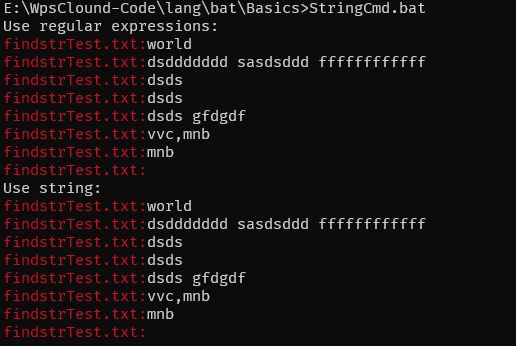 E:\WpsClound-Code\lang\bat\Basics>StringCmd.bat
Use regular expressions:
findstrTest.txt:world
findstrTest.txt:dsddddddd sasdsddd ffffffffffff
findstrTest.txt:dsds
findstrTest.txt:dsds
findstrTest.txt:dsds gfdgdf
findstrTest.txt:vvc,mnb
findstrTest.txt:mnb
findstrTest.txt:
Use string:
findstrTest.txt:world
findstrTest.txt:dsddddddd sasdsddd ffffffffffff
findstrTest.txt:dsds
findstrTest.txt:dsds
findstrTest.txt:dsds gfdgdf
findstrTest.txt:vvc,mnb
findstrTest.txt:mnb
findstrTest.txt: